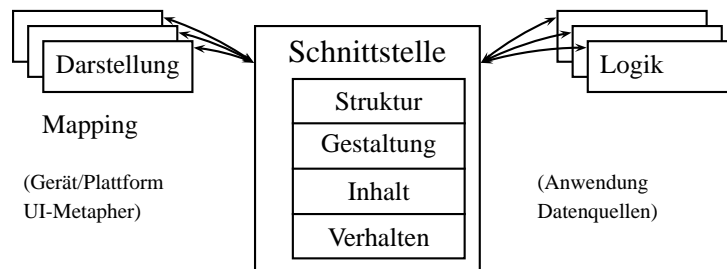 Darstellung
Mapping
(Gerät/Plattform
UI-Metapher)
Schnittstelle
Struktur
Gestaltung
Inhalt
Verhalten
Logik
(Anwendung
Datenquellen)